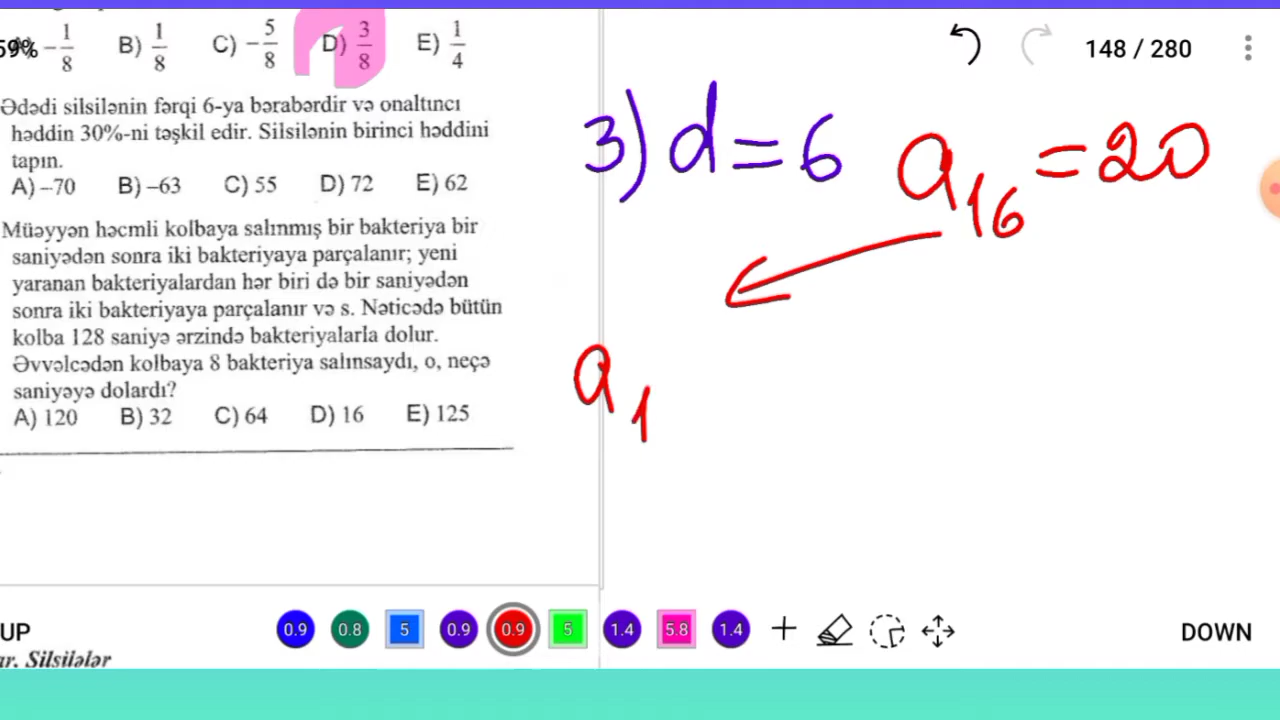 59% A) −1/8 B) 1/8 C) −5/8 D) 3/8 E) 1/4
148 / 280
Ədədi silsilənin fərqi 6-ya bərabərdir və onaltıncı
həddin 30%-ni təşkil edir. Silsilənin birinci həddini
tapın.
A) −70 B) −63 C) 55 D) 72 E) 62
Müəyyən həcmli kolbaya salınmış bir bakteriya bir
saniyədən sonra iki bakteriyaya parçalanır; yeni
yaranan bakteriyalardan hər biri də bir saniyədən
sonra iki bakteriyaya parçalanır və s. Nəticədə bütün
kolba 128 saniyə ərzində bakteriyalarla dolur.
Əvvəlcədən kolbaya 8 bakteriya salınsaydı, o, neçə
saniyəyə dolardı?
A) 120 B) 32 C) 64 D) 16 E) 125
3) d = 6 a₁₆ = 20
a₁
UP
0.9 0.8 5 0.9 0.9 5 1.4 5.8 1.4
DOWN
ar. Silsilələr